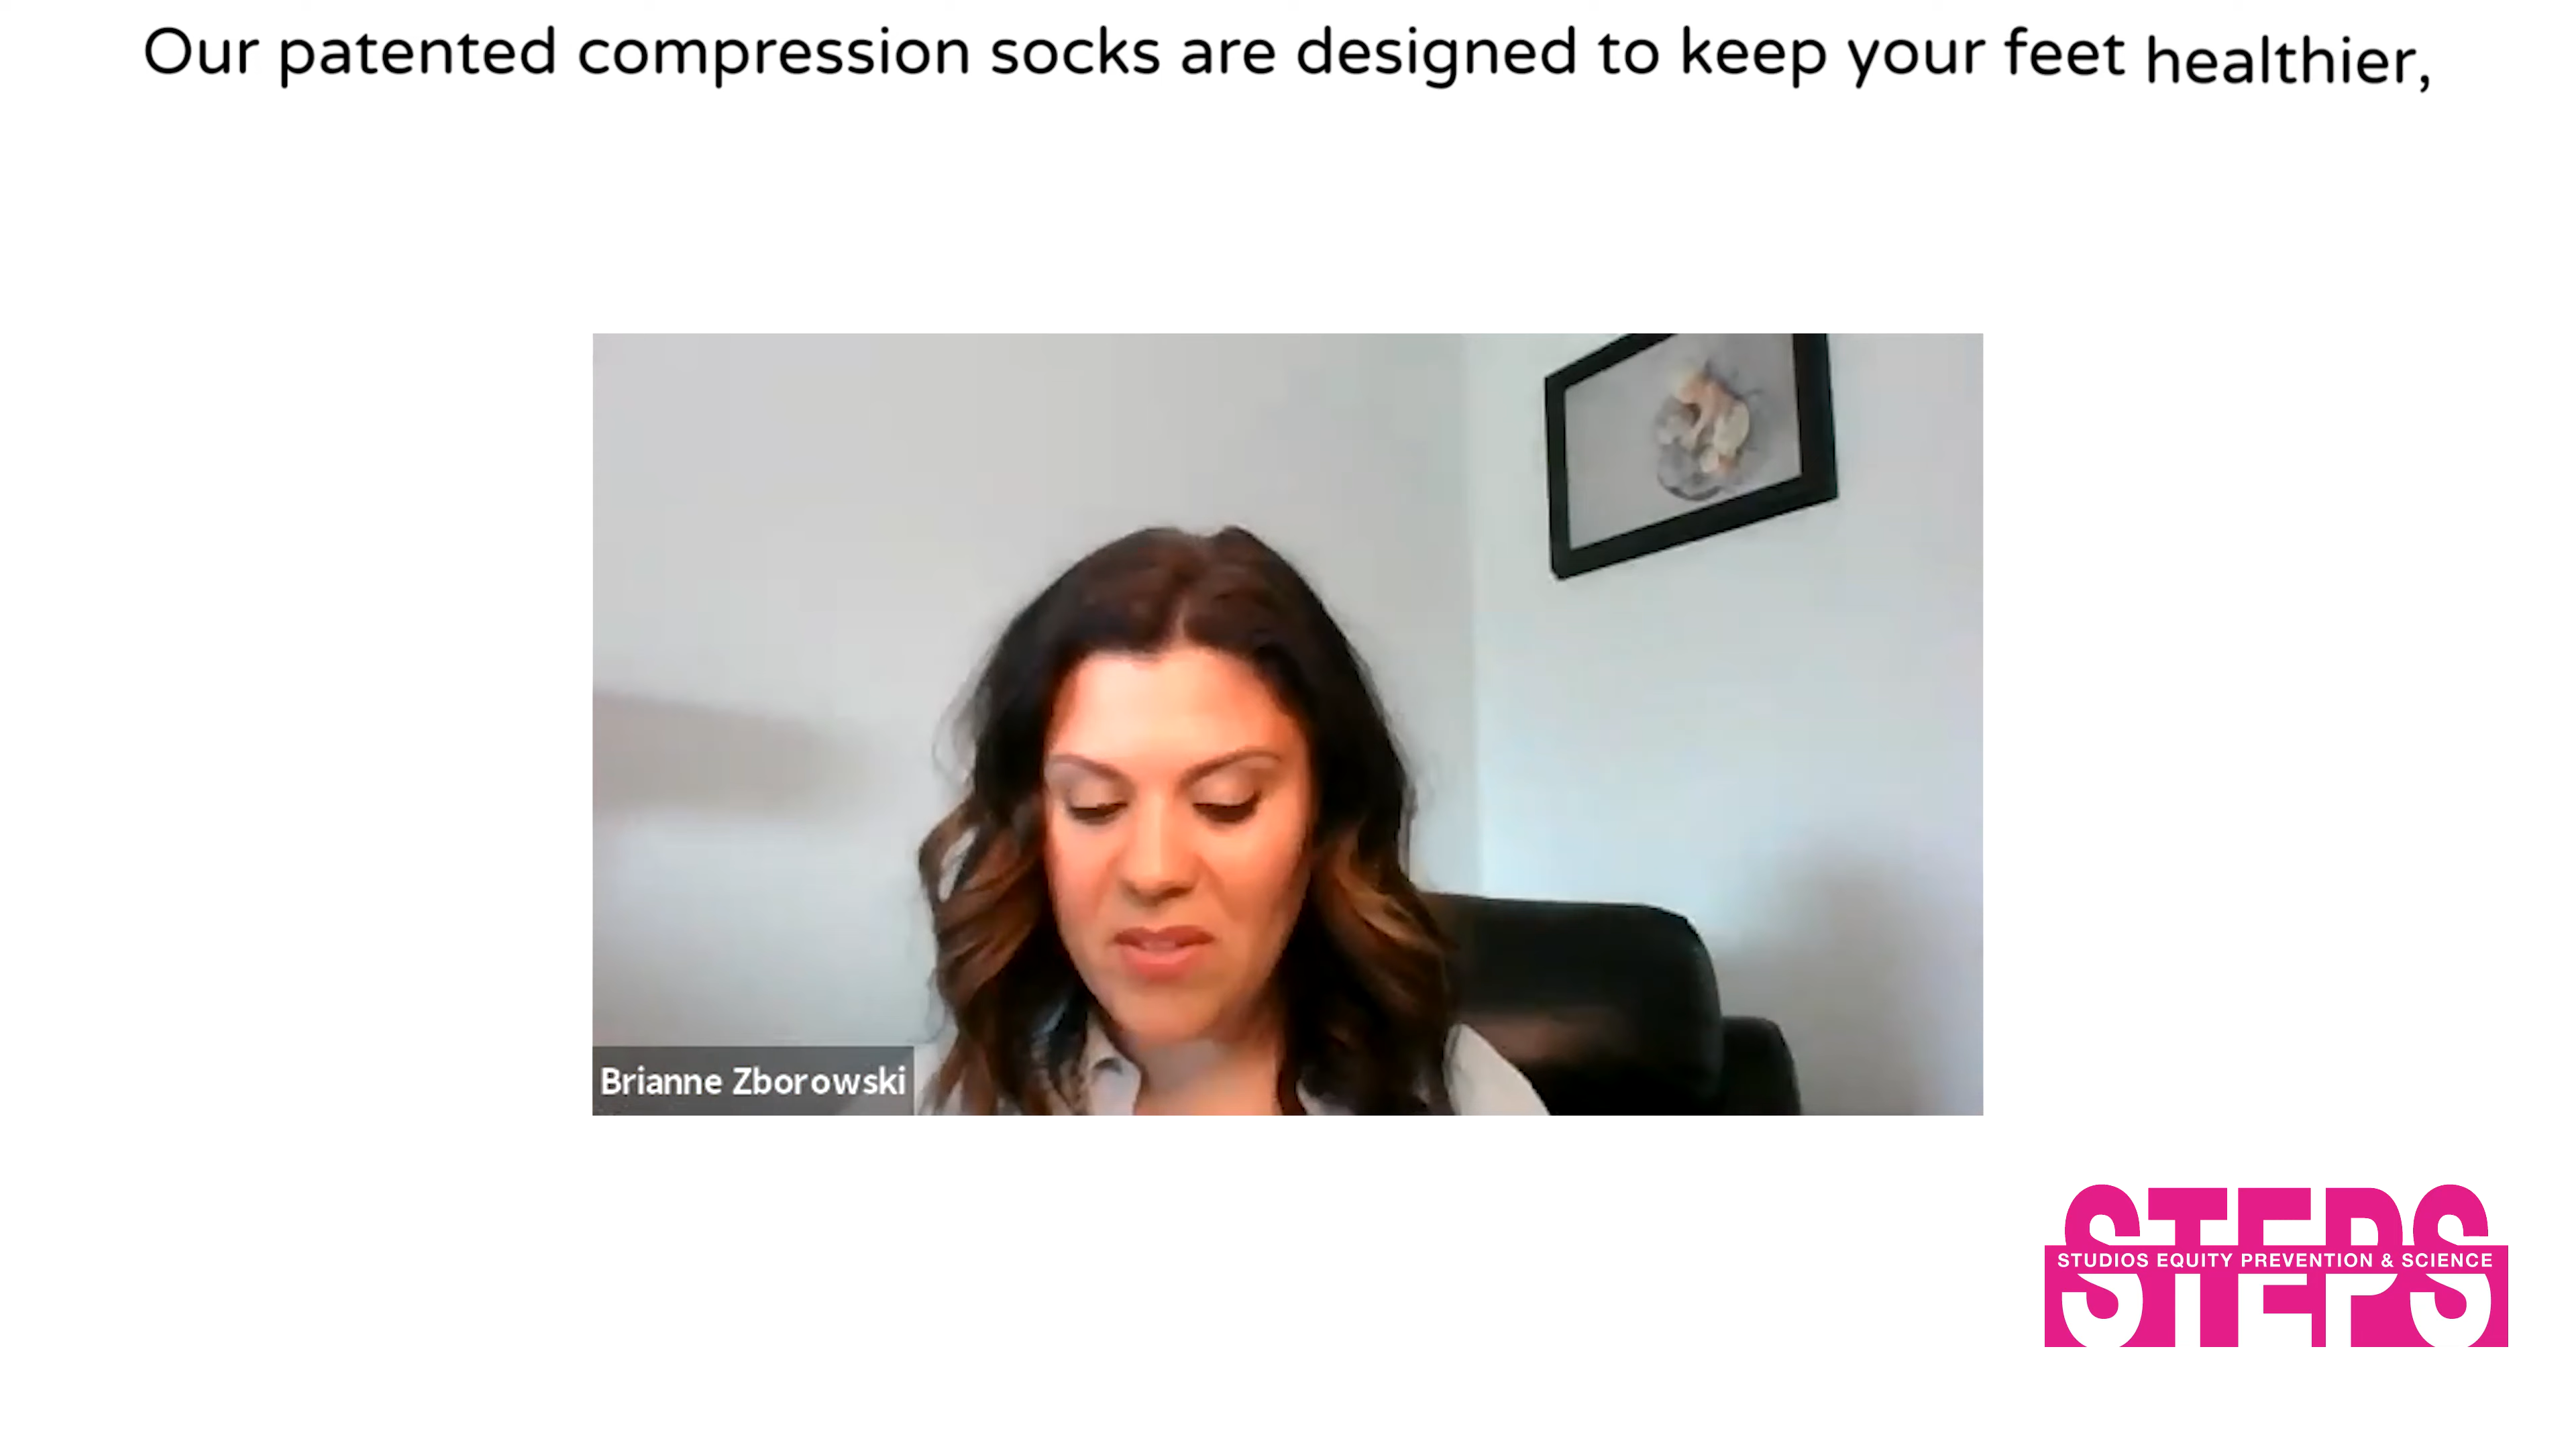 Our patented compression socks are designed to keep your feet healthier,
Brianne Zborowski
STEPS
STUDIOS EQUITY PREVENTION & SCIENCE